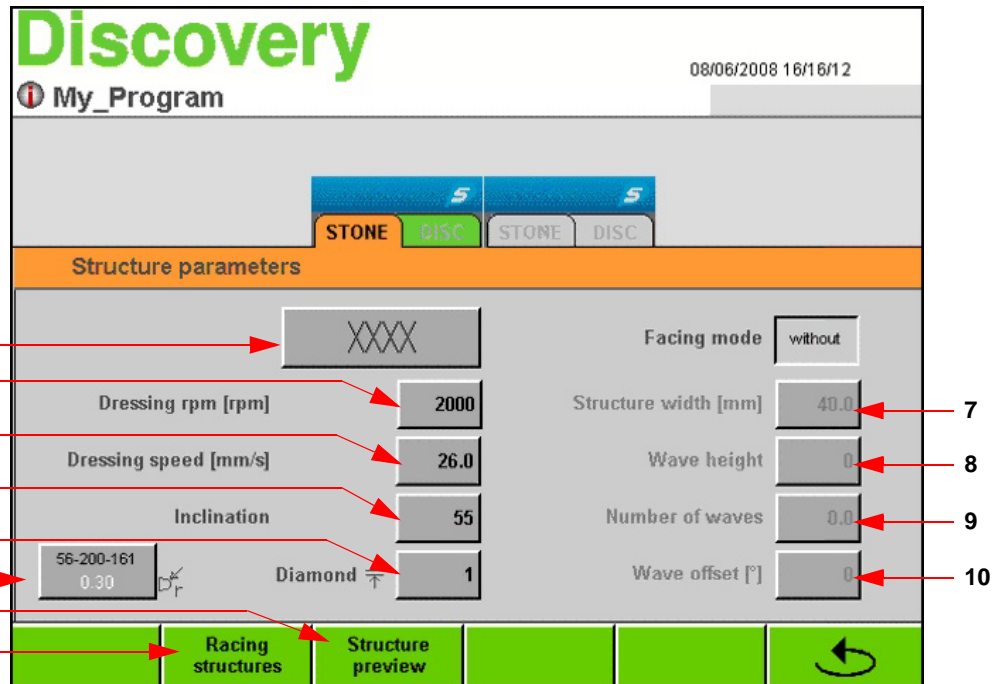 Discovery
08/06/2008 16/16/12
My_Program
STONE DISC STONE DISC
Structure parameters
XXXX
Facing mode without
Dressing rpm [rpm] 2000
Structure width [mm] 40.0 7
Dressing speed [mm/s] 26.0
Wave height 0 8
Inclination 55
Number of waves 0.0 9
56-200-161
0.30
r
Diamond 1
Wave offset [°] 0 10
Racing
structures
Structure
preview